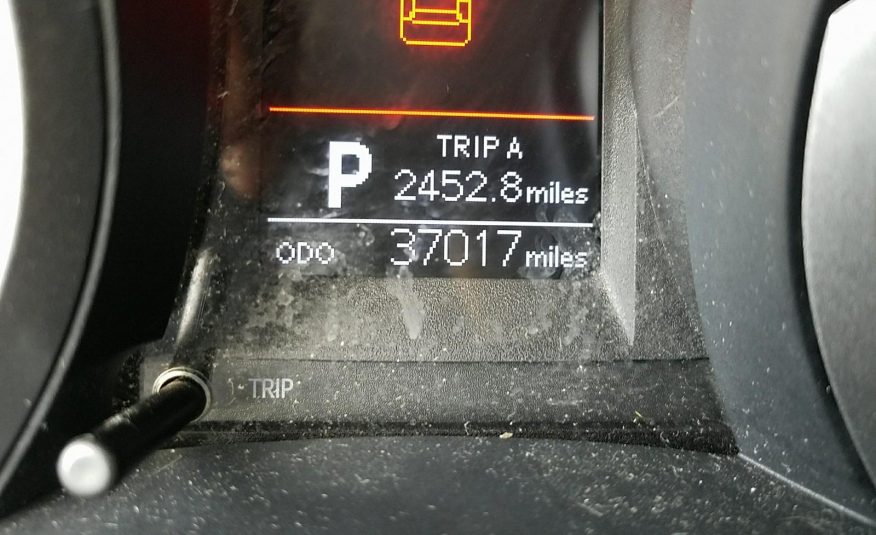 TRIP A
P 2452.8 miles
ODO 37017 miles
TRIP